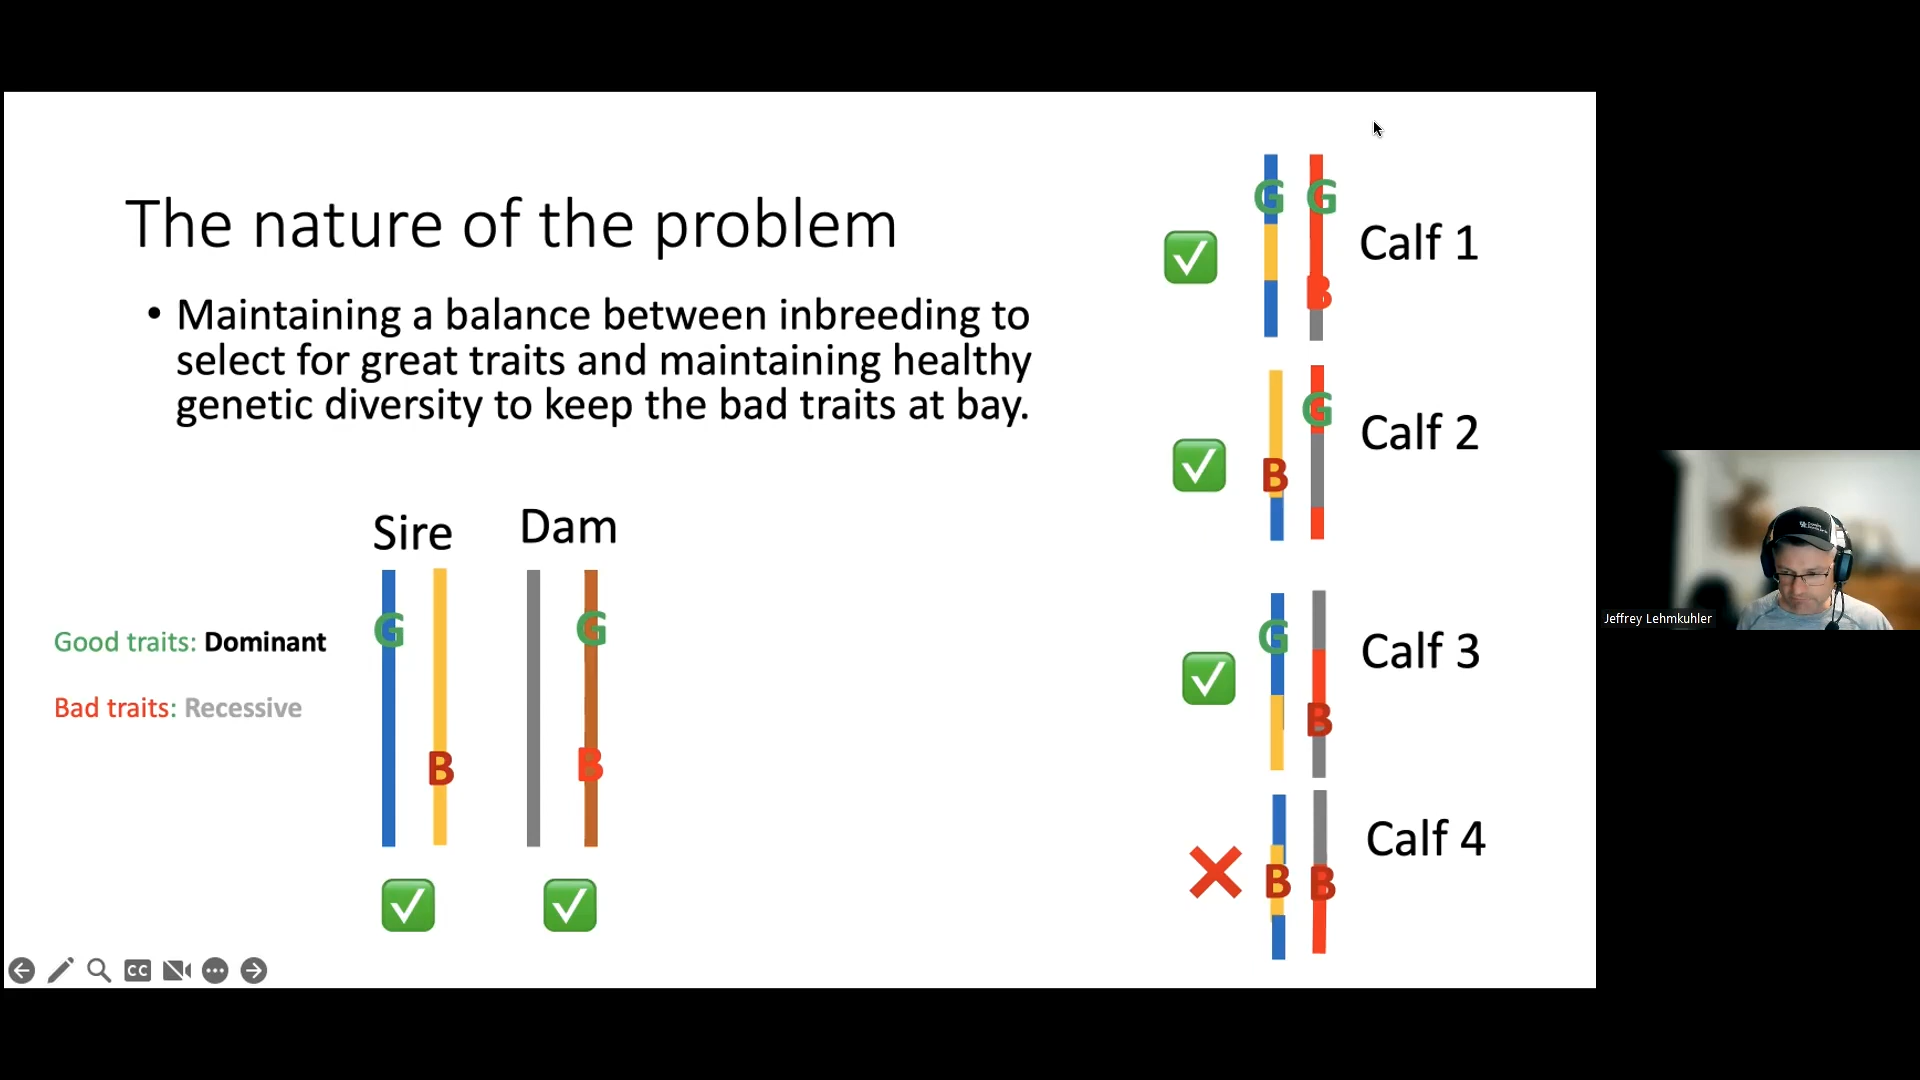 The nature of the problem
• Maintaining a balance between inbreeding to
select for great traits and maintaining healthy
genetic diversity to keep the bad traits at bay.
Sire
Dam
G
G
Good traits: Dominant
Bad traits: Recessive
B
B
G G
Calf 1
B
G
Calf 2
B
G
Calf 3
B
Calf 4
B B
CC
Jeffrey Lehmkuhler